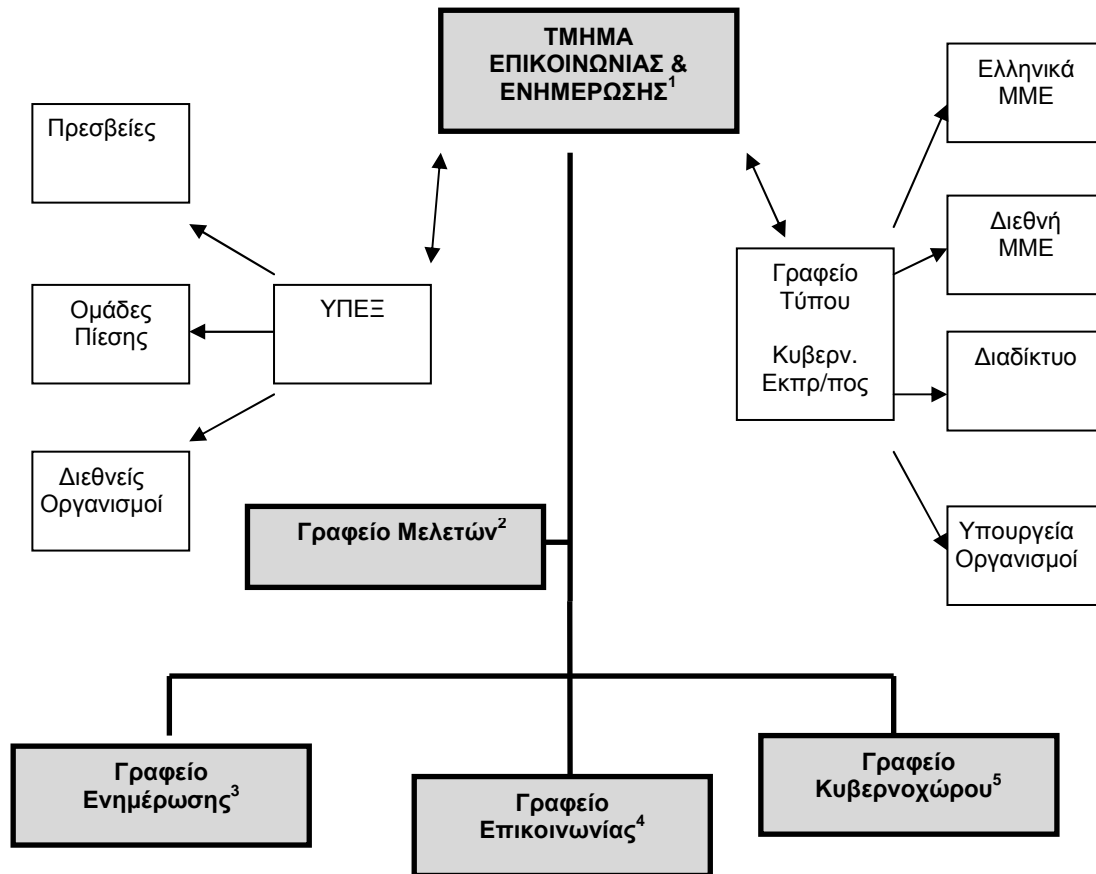 ΤΜΗΜΑ
ΕΠΙΚΟΙΝΩΝΙΑΣ &
ΕΝΗΜΕΡΩΣΗΣ1
Ελληνικά
ΜΜΕ
Πρεσβείες
Διεθνή
ΜΜΕ
Γραφείο
Τύπου
Κυβερν.
Εκπρ/πος
Ομάδες
Πίεσης
ΥΠΕΞ
Διαδίκτυο
Διεθνείς
Οργανισμοί
Γραφείο Μελετών2
Υπουργεία
Οργανισμοί
Γραφείο
Ενημέρωσης3
Γραφείο
Επικοινωνίας4
Γραφείο
Κυβερνοχώρου5